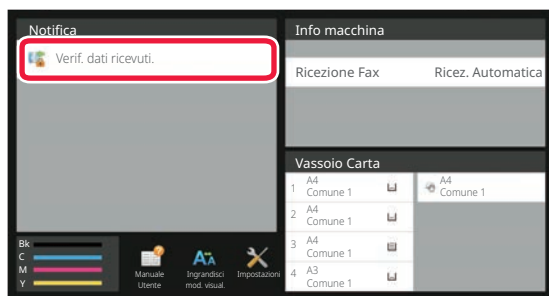 Notifica
Verif. dati ricevuti.
Info macchina
Ricezione Fax Ricez. Automatica
Vassoio Carta
1 A4
Comune 1
A4
Comune 1
2 A4
Comune 1
3 A4
Comune 1
4 A3
Comune 1
Bk
C
M
Y
Manuale
Utente
Ingrandisci
mod. visual.
Impostazioni